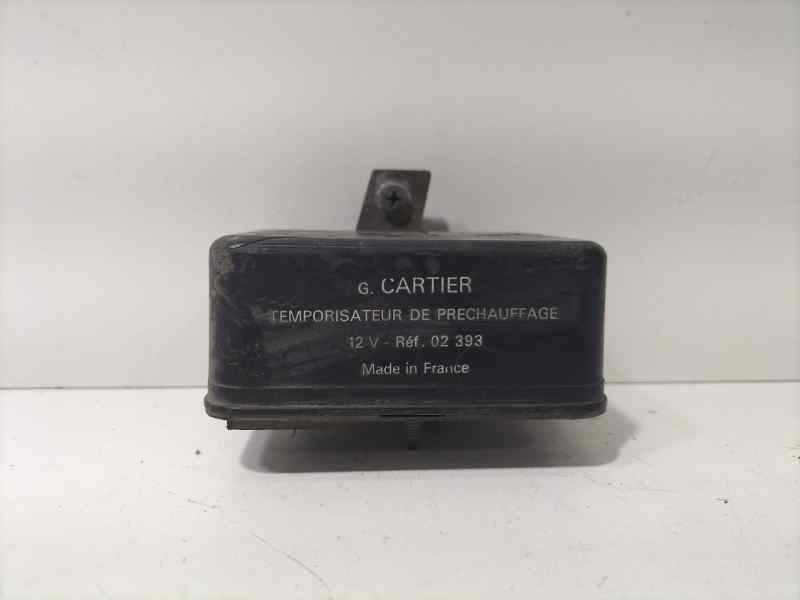 G. CARTIER
TEMPORISATEUR DE PRECHAUFFAGE
12 V - Réf. 02 393
Made in France